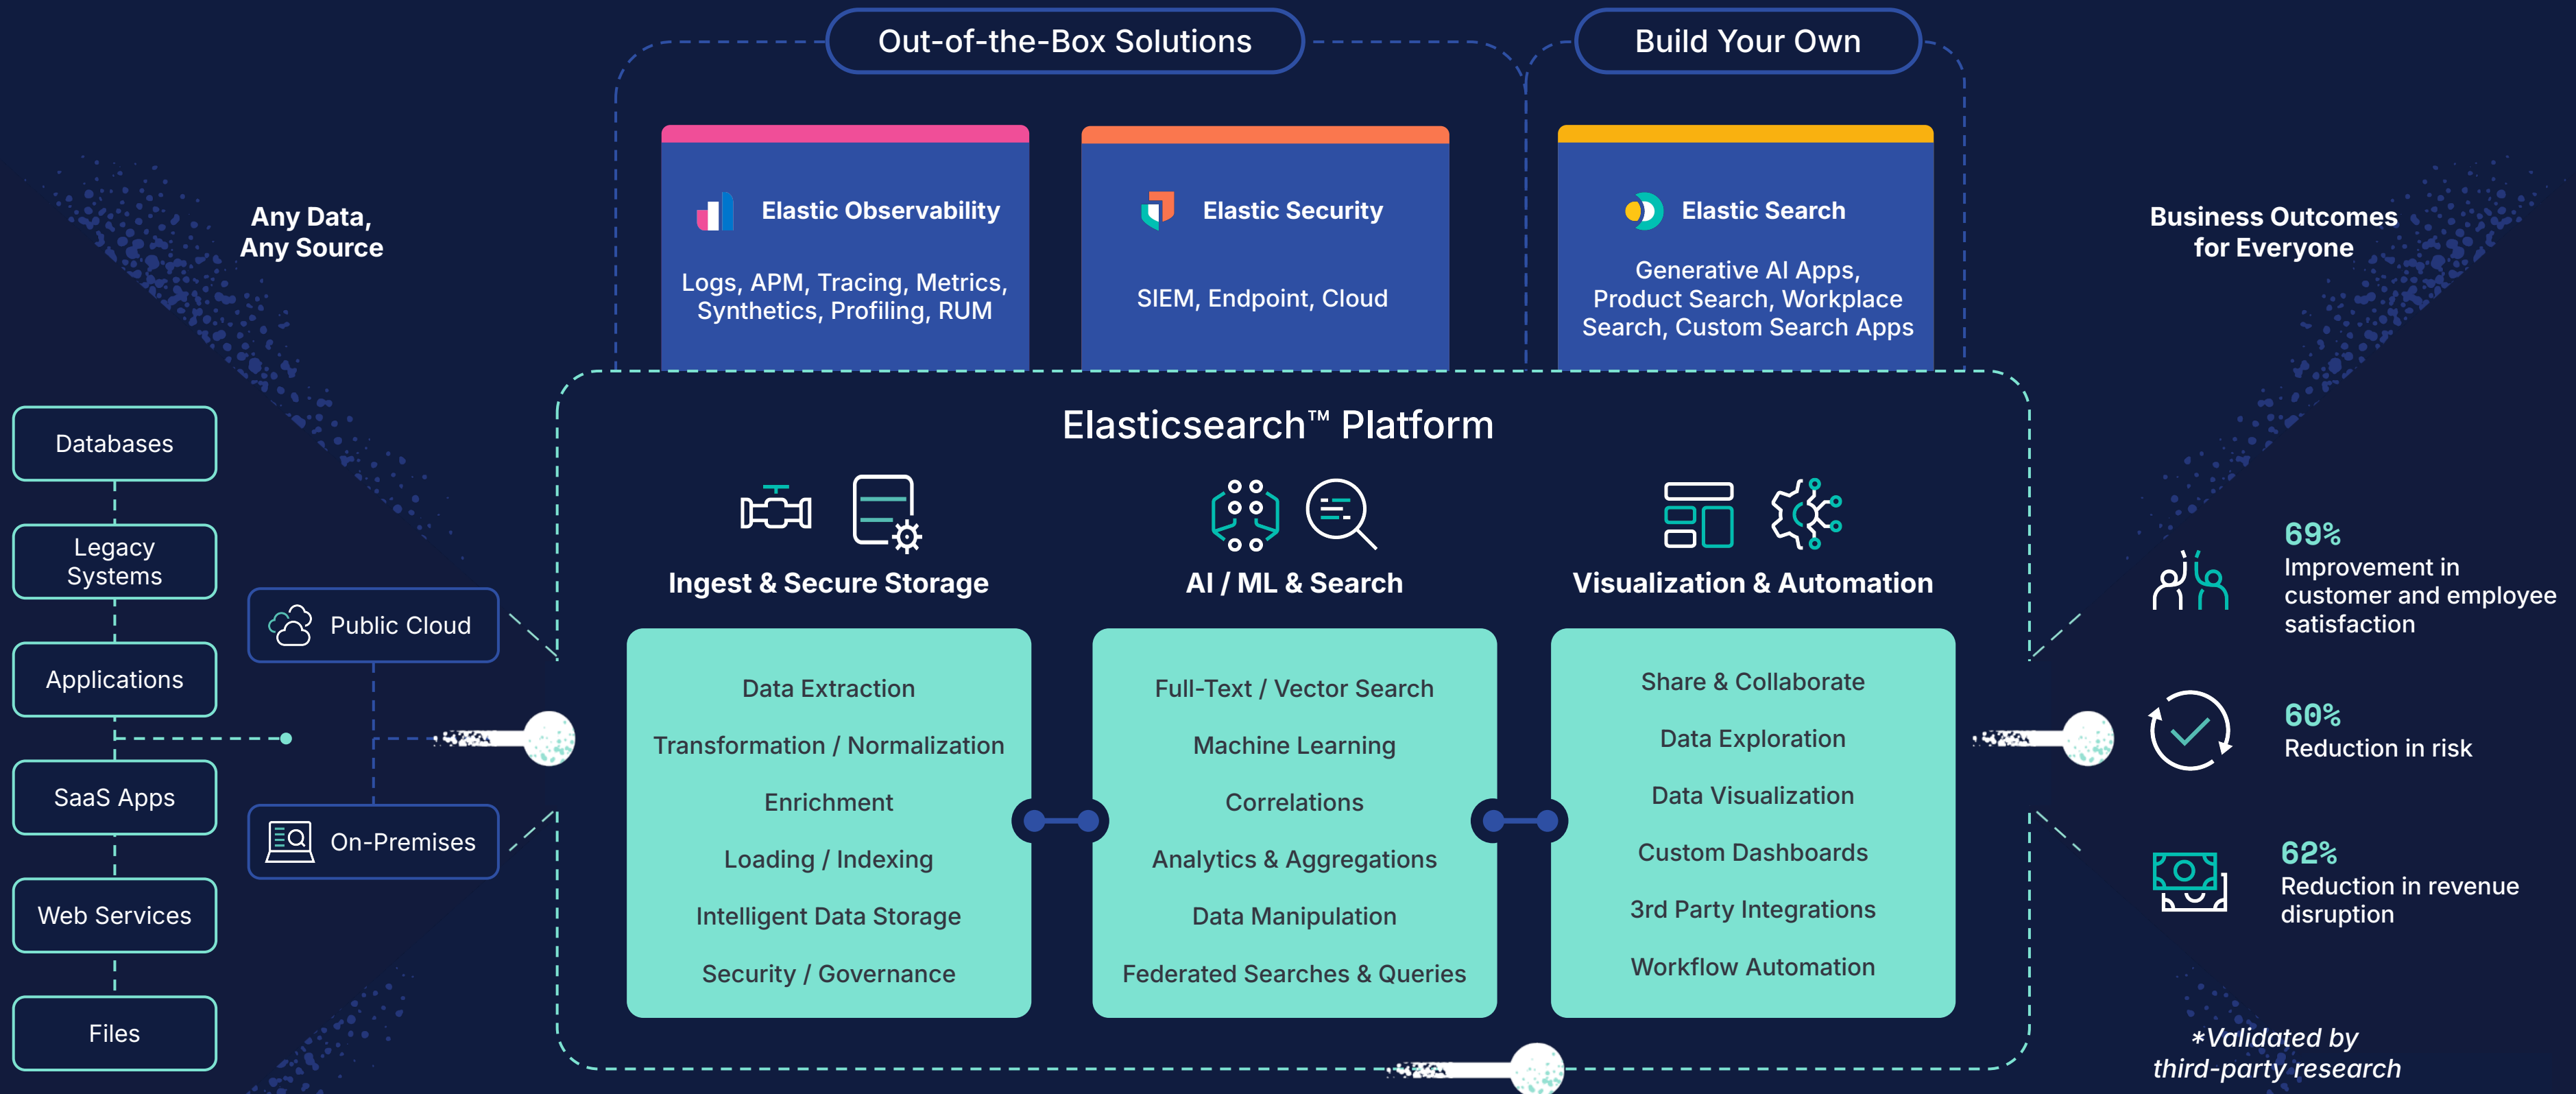 Out-of-the-Box Solutions
Build Your Own
Any Data,
Any Source
Elastic Observability
Logs, APM, Tracing, Metrics,
Synthetics, Profiling, RUM
Elastic Security
SIEM, Endpoint, Cloud
Elastic Search
Generative AI Apps,
Product Search, Workplace
Search, Custom Search Apps
Business Outcomes
for Everyone
Databases
Legacy
Systems
Applications
SaaS Apps
Web Services
Files
Public Cloud
On-Premises
Elasticsearch™ Platform
Ingest & Secure Storage
Data Extraction
Transformation / Normalization
Enrichment
Loading / Indexing
Intelligent Data Storage
Security / Governance
AI / ML & Search
Full-Text / Vector Search
Machine Learning
Correlations
Analytics & Aggregations
Data Manipulation
Federated Searches & Queries
Visualization & Automation
Share & Collaborate
Data Exploration
Data Visualization
Custom Dashboards
3rd Party Integrations
Workflow Automation
69%
Improvement in
customer and employee
satisfaction
60%
Reduction in risk
62%
Reduction in revenue
disruption
*Validated by
third-party research